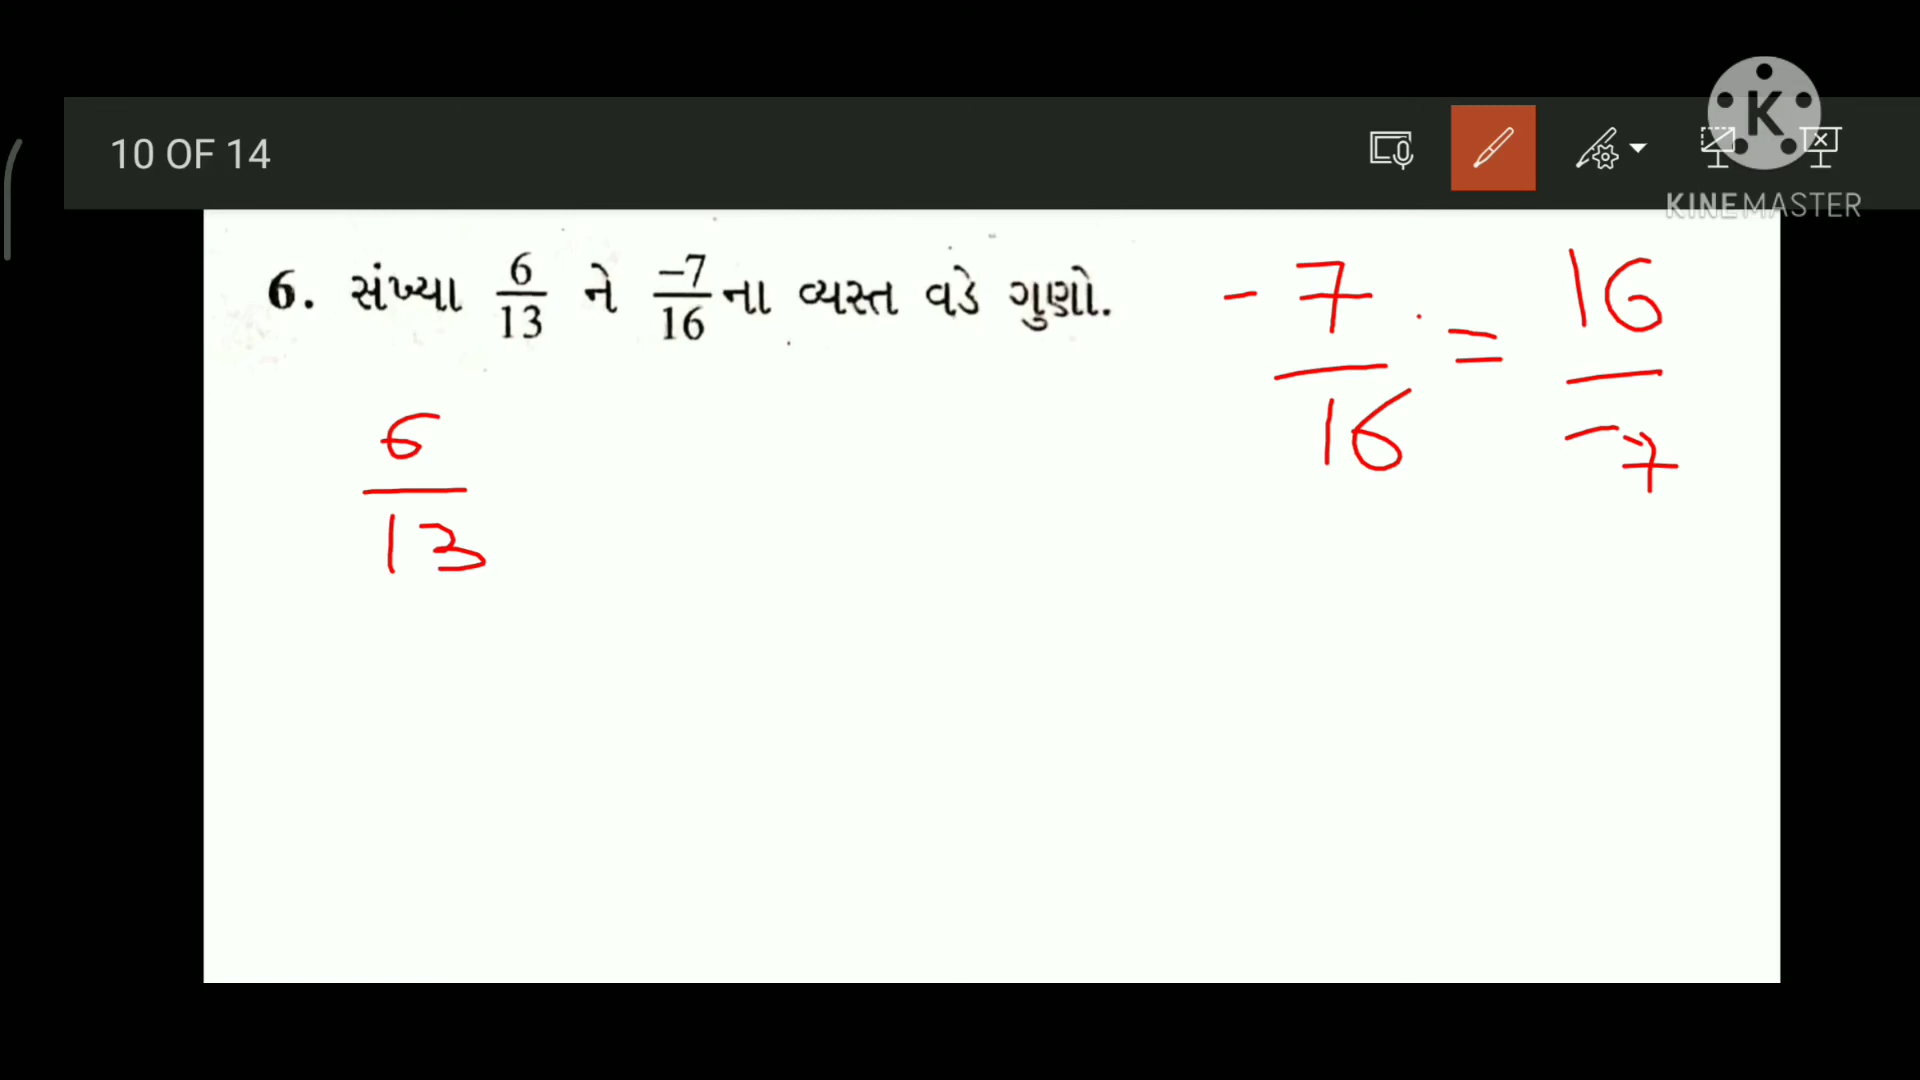 10 OF 14
KINEMASTER
6. સંખ્યા 6/13 ને -7/16 ના વ્યસ્ત વડે ગુણો.
-7/16 = 16/-7
6/13